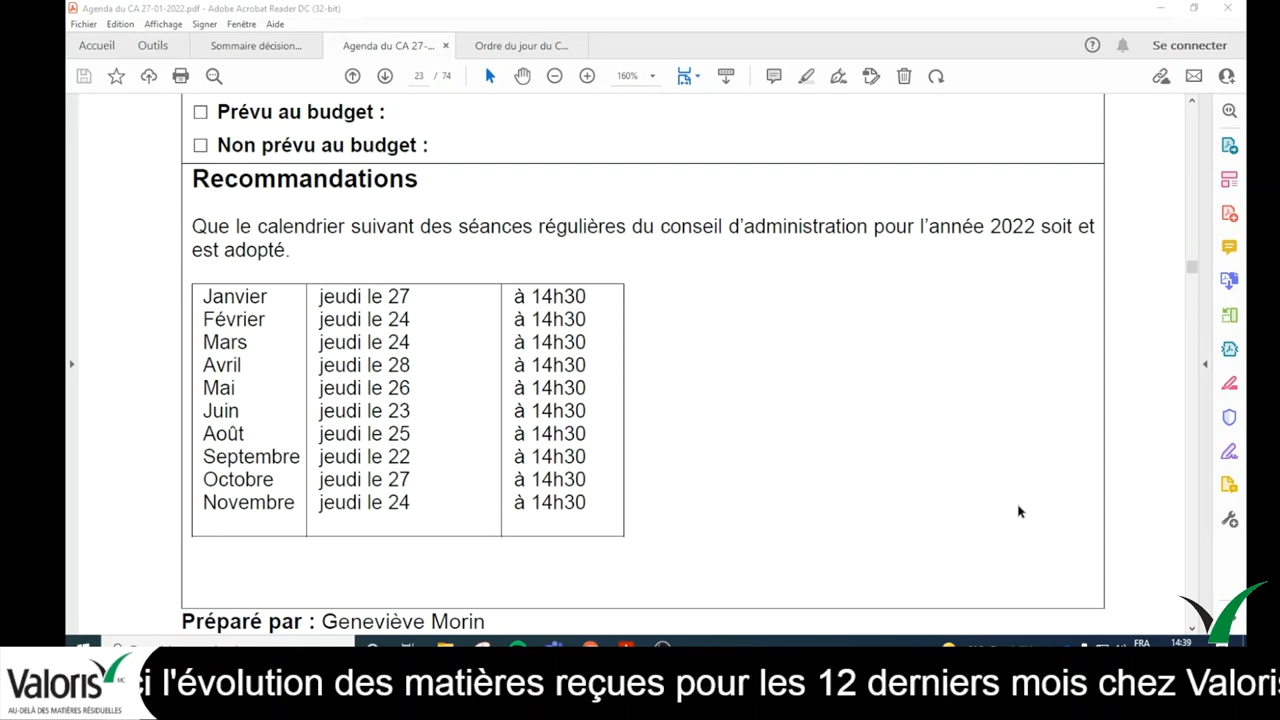 Agenda du CA 27-01-2022.pdf - Adobe Acrobat Reader DC (32-bit)
Fichier Edition Affichage Signer Fenêtre Aide
Accueil Outils Sommaire décision... Agenda du CA 27-... × Ordre du jour du C... Se connecter
23 / 74 160%
Prévu au budget :
Non prévu au budget :
Recommandations
Que le calendrier suivant des séances régulières du conseil d'administration pour l'année 2022 soit et
est adopté.
Janvier jeudi le 27 à 14h30
Février jeudi le 24 à 14h30
Mars jeudi le 24 à 14h30
Avril jeudi le 28 à 14h30
Mai jeudi le 26 à 14h30
Juin jeudi le 23 à 14h30
Août jeudi le 25 à 14h30
Septembre jeudi le 22 à 14h30
Octobre jeudi le 27 à 14h30
Novembre jeudi le 24 à 14h30
Préparé par : Geneviève Morin
FRA 14:39
Valoris MC
AU-DELÀ DES MATIÈRES RÉSIDUELLES
ci l'évolution des matières reçues pour les 12 derniers mois chez Valoris